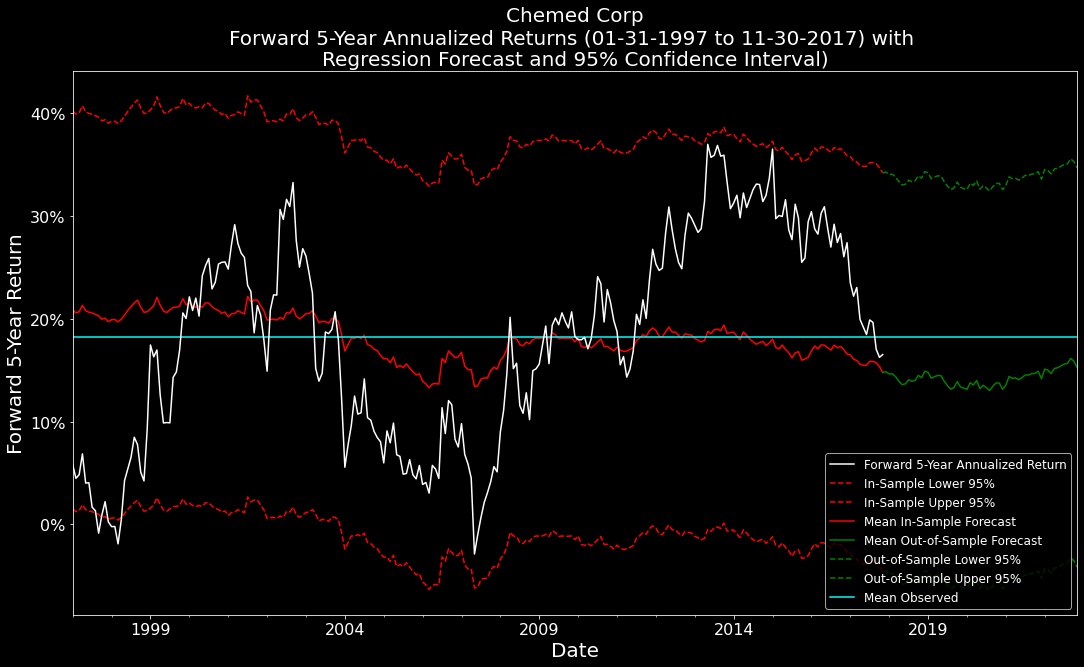 Chemed Corp
Forward 5-Year Annualized Returns (01-31-1997 to 11-30-2017) with
Regression Forecast and 95% Confidence Interval)
Forward 5-Year Return
40%
30%
20%
10%
0%
Forward 5-Year Annualized Return
In-Sample Lower 95%
In-Sample Upper 95%
Mean In-Sample Forecast
Mean Out-of-Sample Forecast
Out-of-Sample Lower 95%
Out-of-Sample Upper 95%
Mean Observed
1999
2004
2009
2014
2019
Date